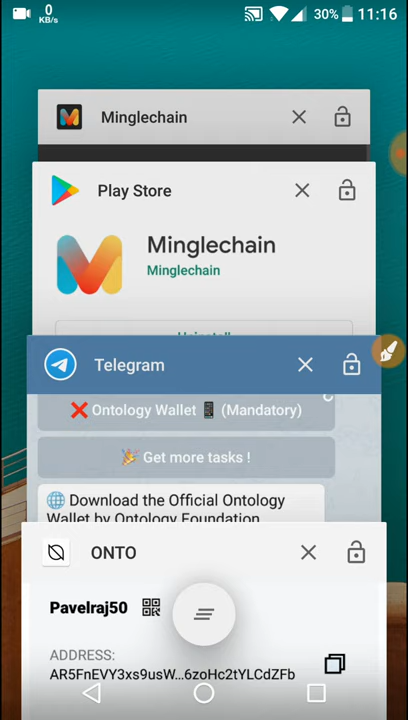 0
KB/s
30%
11:16
Minglechain
Play Store
Minglechain
Minglechain
Uninstall
Telegram
❌ Ontology Wallet 📱 (Mandatory)
🎉 Get more tasks !
🌐 Download the Official Ontology
Wallet by Ontology Foundation
ONTO
Pavelraj50
ADDRESS:
AR5FnEVY3xs9usW...6zoHc2tYLCdZFb